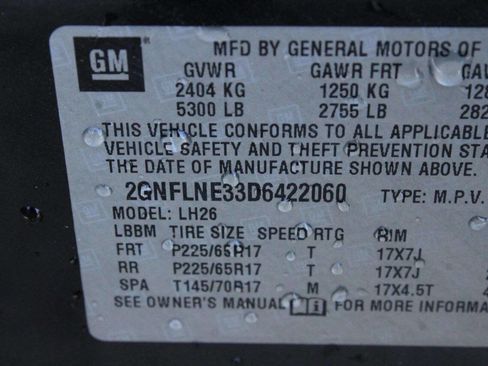 GM
MFD BY GENERAL MOTORS OF
GVWR GAWR FRT
2404 KG 1250 KG
5300 LB 2755 LB
THIS VEHICLE CONFORMS TO ALL APPLICABLE
VEHICLE SAFETY AND THEFT PREVENTION
DATE OF MANUFACTURE SHOWN ABOVE.
2GNFLNE33D6422060 TYPE: M.P.V.
MODEL: LH26
LBBM TIRE SIZE SPEED RTG RIM
FRT P225/65R17 T 17X7J
RR P225/65R17 T 17X7J
SPA T145/70R17 M 17X4.5T
SEE OWNER'S MANUAL FOR MORE